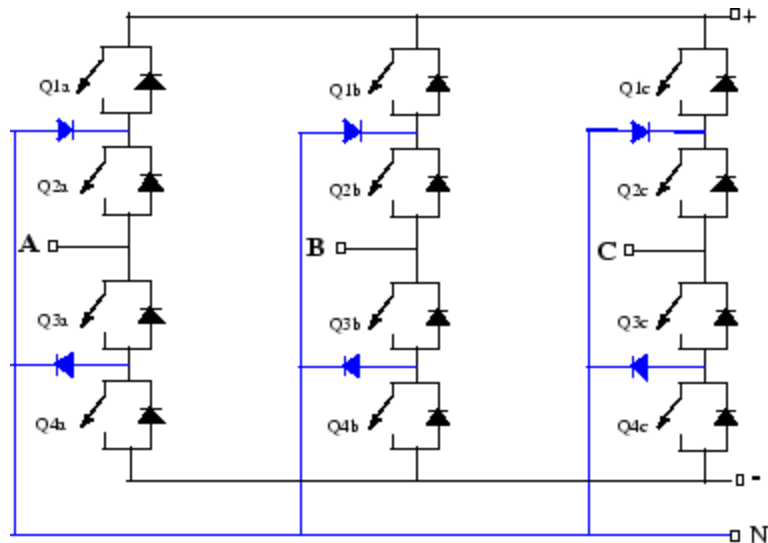 +
Q1a Q1b Q1c
Q2a Q2b Q2c
A B C
Q3a Q3b Q3c
Q4a Q4b Q4c
-
N